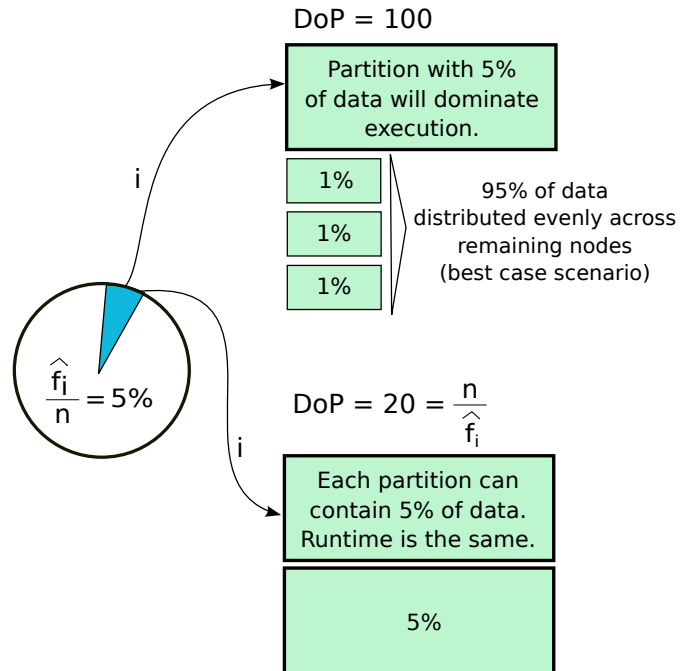 DoP = 100
Partition with 5%
of data will dominate
execution.
i
1%
1%
1%
95% of data
distributed evenly across
remaining nodes
(best case scenario)
f̂ᵢ/n = 5%
i
DoP = 20 = n/f̂ᵢ
Each partition can
contain 5% of data.
Runtime is the same.
5%